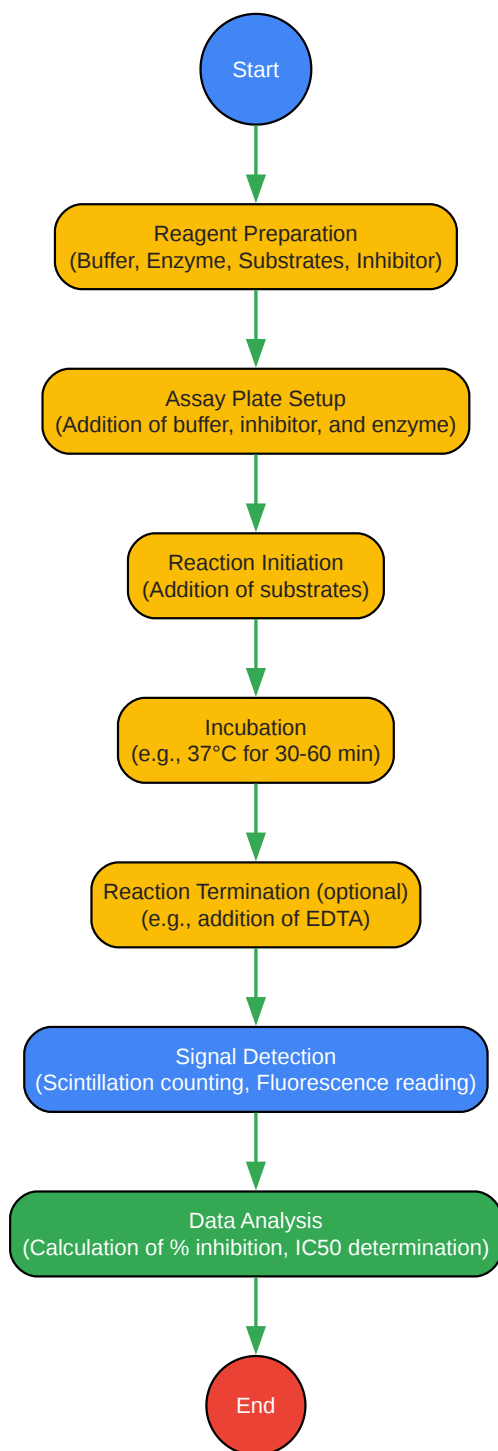 Start
Reagent Preparation
(Buffer, Enzyme, Substrates, Inhibitor)
Assay Plate Setup
(Addition of buffer, inhibitor, and enzyme)
Reaction Initiation
(Addition of substrates)
Incubation
(e.g., 37°C for 30-60 min)
Reaction Termination (optional)
(e.g., addition of EDTA)
Signal Detection
(Scintillation counting, Fluorescence reading)
Data Analysis
(Calculation of % inhibition, IC50 determination)
End